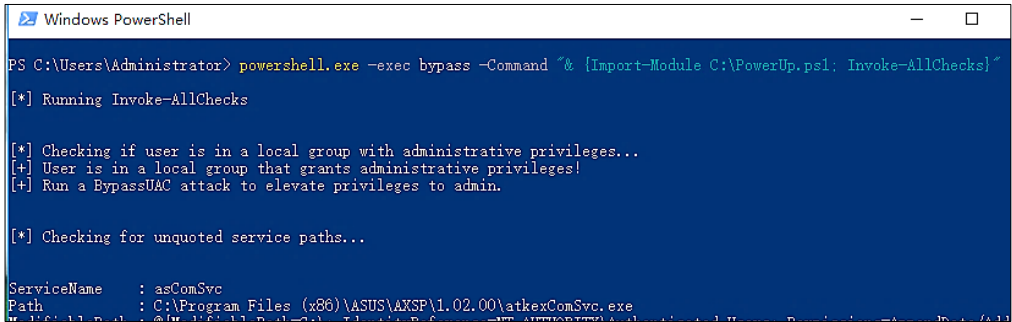 Windows PowerShell
PS C:\Users\Administrator> powershell.exe -exec bypass -Command "& {Import-Module C:\PowerUp.ps1; Invoke-AllChecks}"
[*] Running Invoke-AllChecks
[*] Checking if user is in a local group with administrative privileges...
[+] User is in a local group that grants administrative privileges!
[+] Run a BypassUAC attack to elevate privileges to admin.
[*] Checking for unquoted service paths...
ServiceName : asComSvc
Path : C:\Program Files (x86)\ASUS\AXSP\1.02.00\atkexComSvc.exe